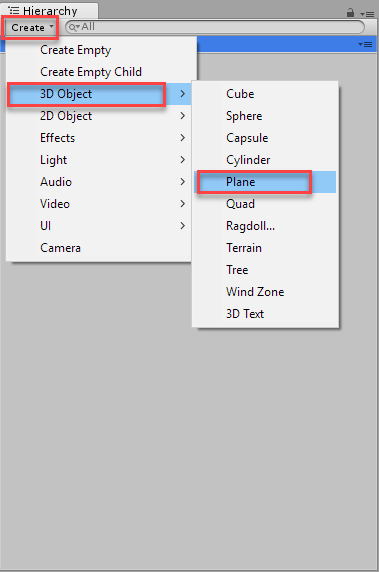 Hierarchy
Create
All
Create Empty
Create Empty Child
3D Object
2D Object
Effects
Light
Audio
Video
UI
Camera
Cube
Sphere
Capsule
Cylinder
Plane
Quad
Ragdoll...
Terrain
Tree
Wind Zone
3D Text